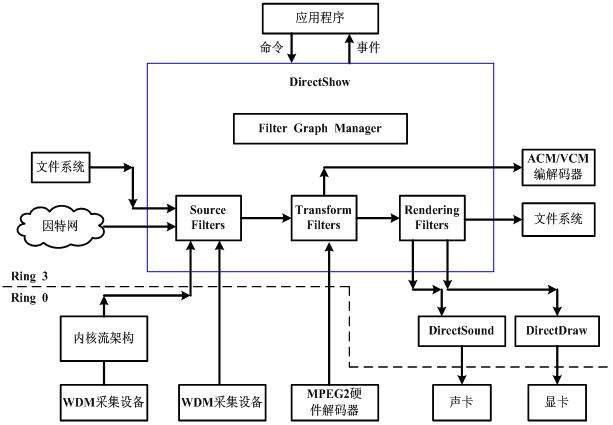 应用程序
命令
事件
DirectShow
Filter Graph Manager
文件系统
ACM/VCM
编解码器
因特网
Source
Filters
Transform
Filters
Rendering
Filters
文件系统
Ring 3
Ring 0
内核流架构
DirectSound
DirectDraw
WDM采集设备
WDM采集设备
MPEG2硬
件解码器
声卡
显卡